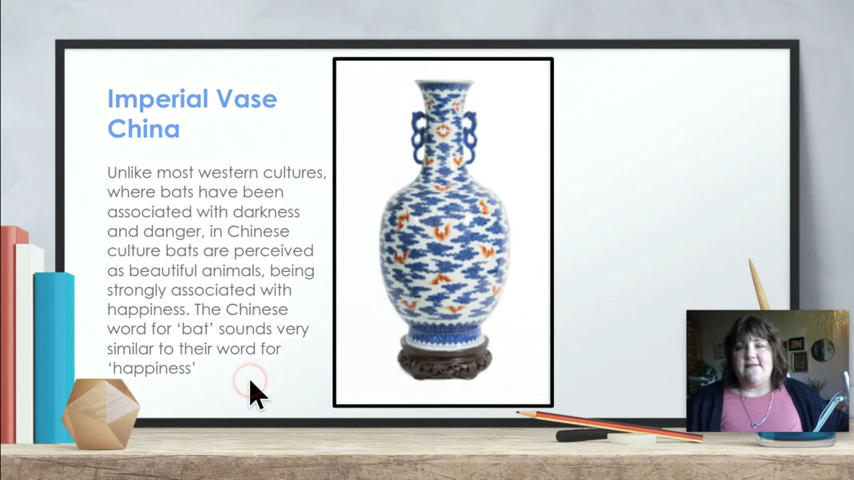 Imperial Vase
China
Unlike most western cultures,
where bats have been
associated with darkness
and danger, in Chinese
culture bats are perceived
as beautiful animals, being
strongly associated with
happiness. The Chinese
word for ‘bat’ sounds very
similar to their word for
‘happiness’